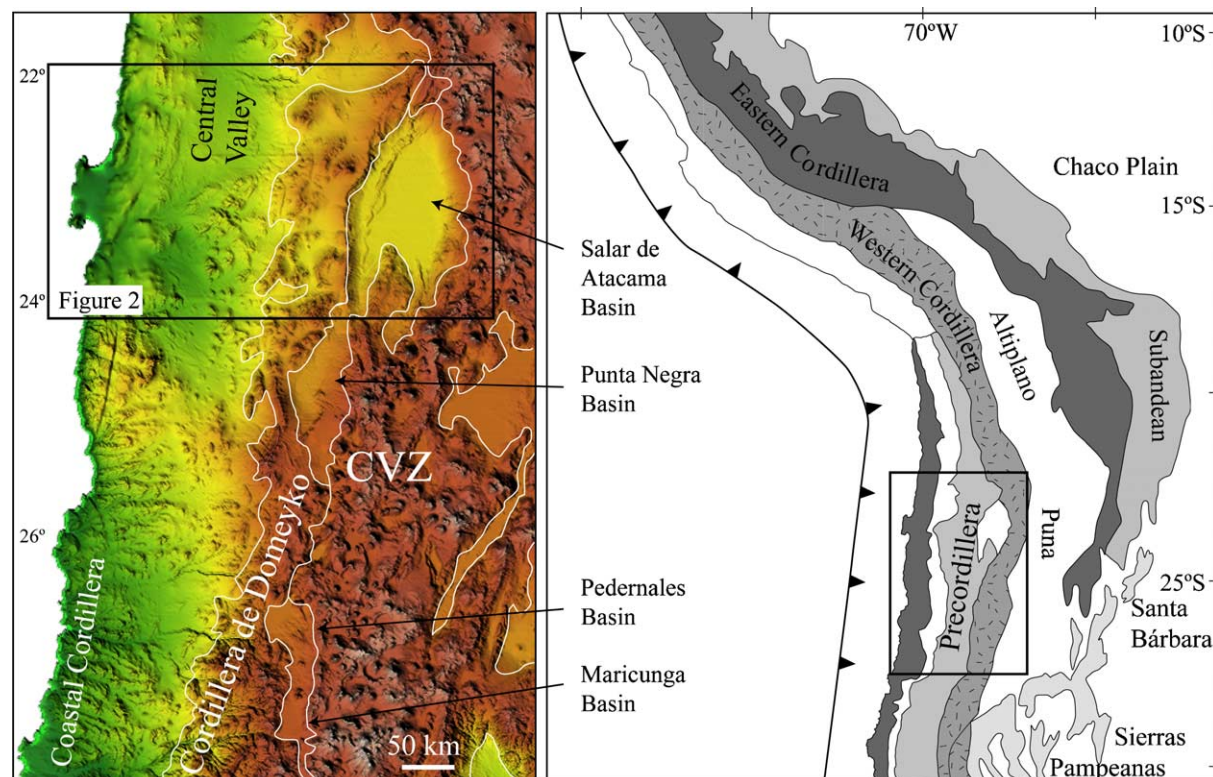 22º
24º
26º
Central
Valley
Figure 2
CVZ
Cordillera de Domeyko
Coastal Cordillera
50 km
Salar de
Atacama
Basin
Punta Negra
Basin
Pedernales
Basin
Maricunga
Basin
70ºW
10ºS
15ºS
25ºS
Eastern Cordillera
Chaco Plain
Western Cordillera
Altiplano
Subandean
Precordillera
Puna
Santa
Bárbara
Sierras
Pampeanas